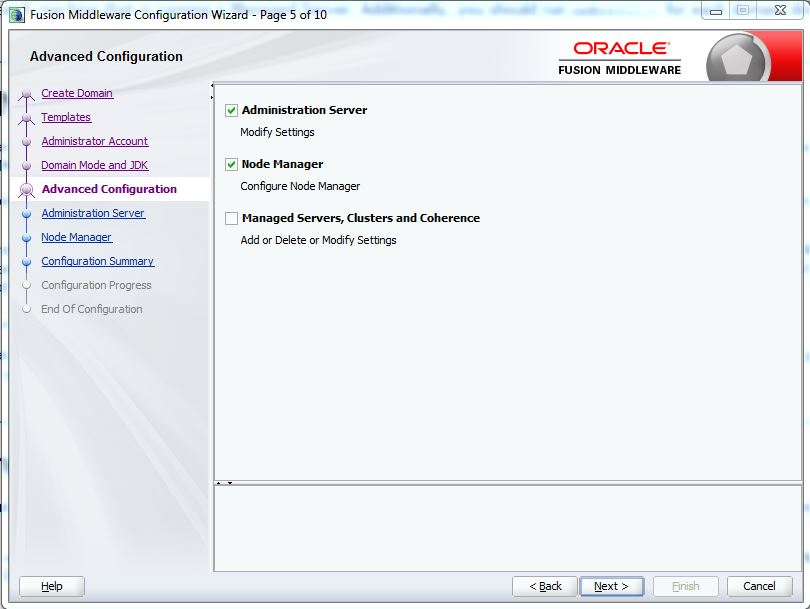 Fusion Middleware Configuration Wizard - Page 5 of 10
Advanced Configuration
ORACLE
FUSION MIDDLEWARE
Create Domain
Templates
Administrator Account
Domain Mode and JDK
Advanced Configuration
Administration Server
Node Manager
Configuration Summary
Configuration Progress
End Of Configuration
Administration Server
Modify Settings
Node Manager
Configure Node Manager
Managed Servers, Clusters and Coherence
Add or Delete or Modify Settings
Help
< Back
Next >
Finish
Cancel